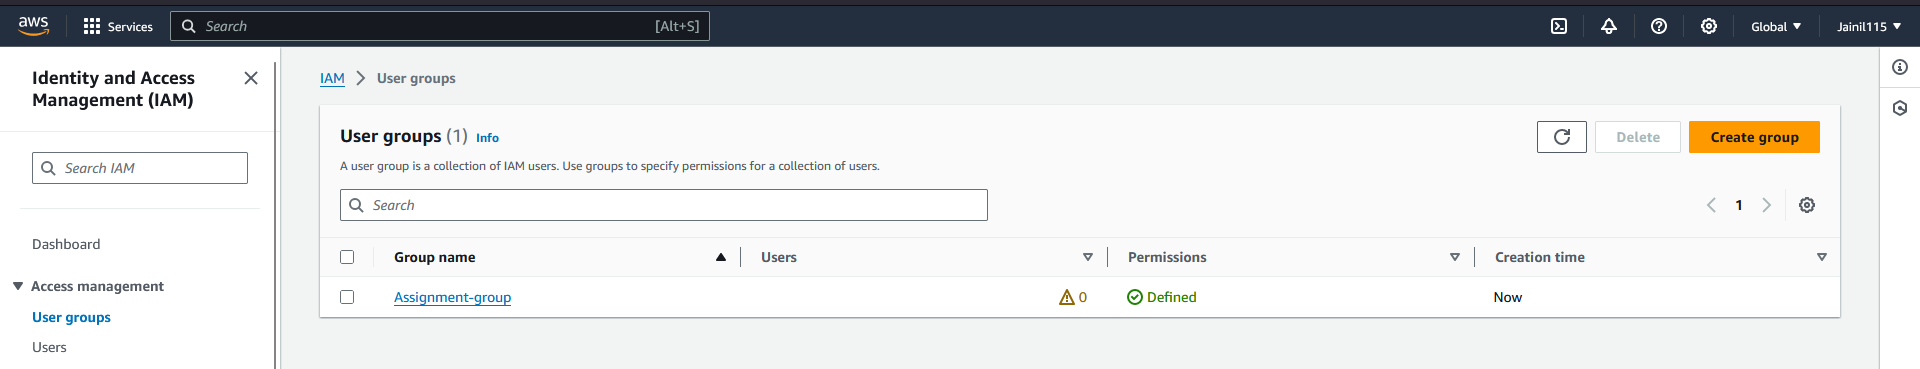 aws
Services
Search
[Alt+S]
Global
Jainil115
Identity and Access
Management (IAM)
Search IAM
Dashboard
Access management
User groups
Users
IAM > User groups
User groups (1) Info
A user group is a collection of IAM users. Use groups to specify permissions for a collection of users.
Delete
Create group
Search
1
Group name Users Permissions Creation time
Assignment-group 0 Defined Now